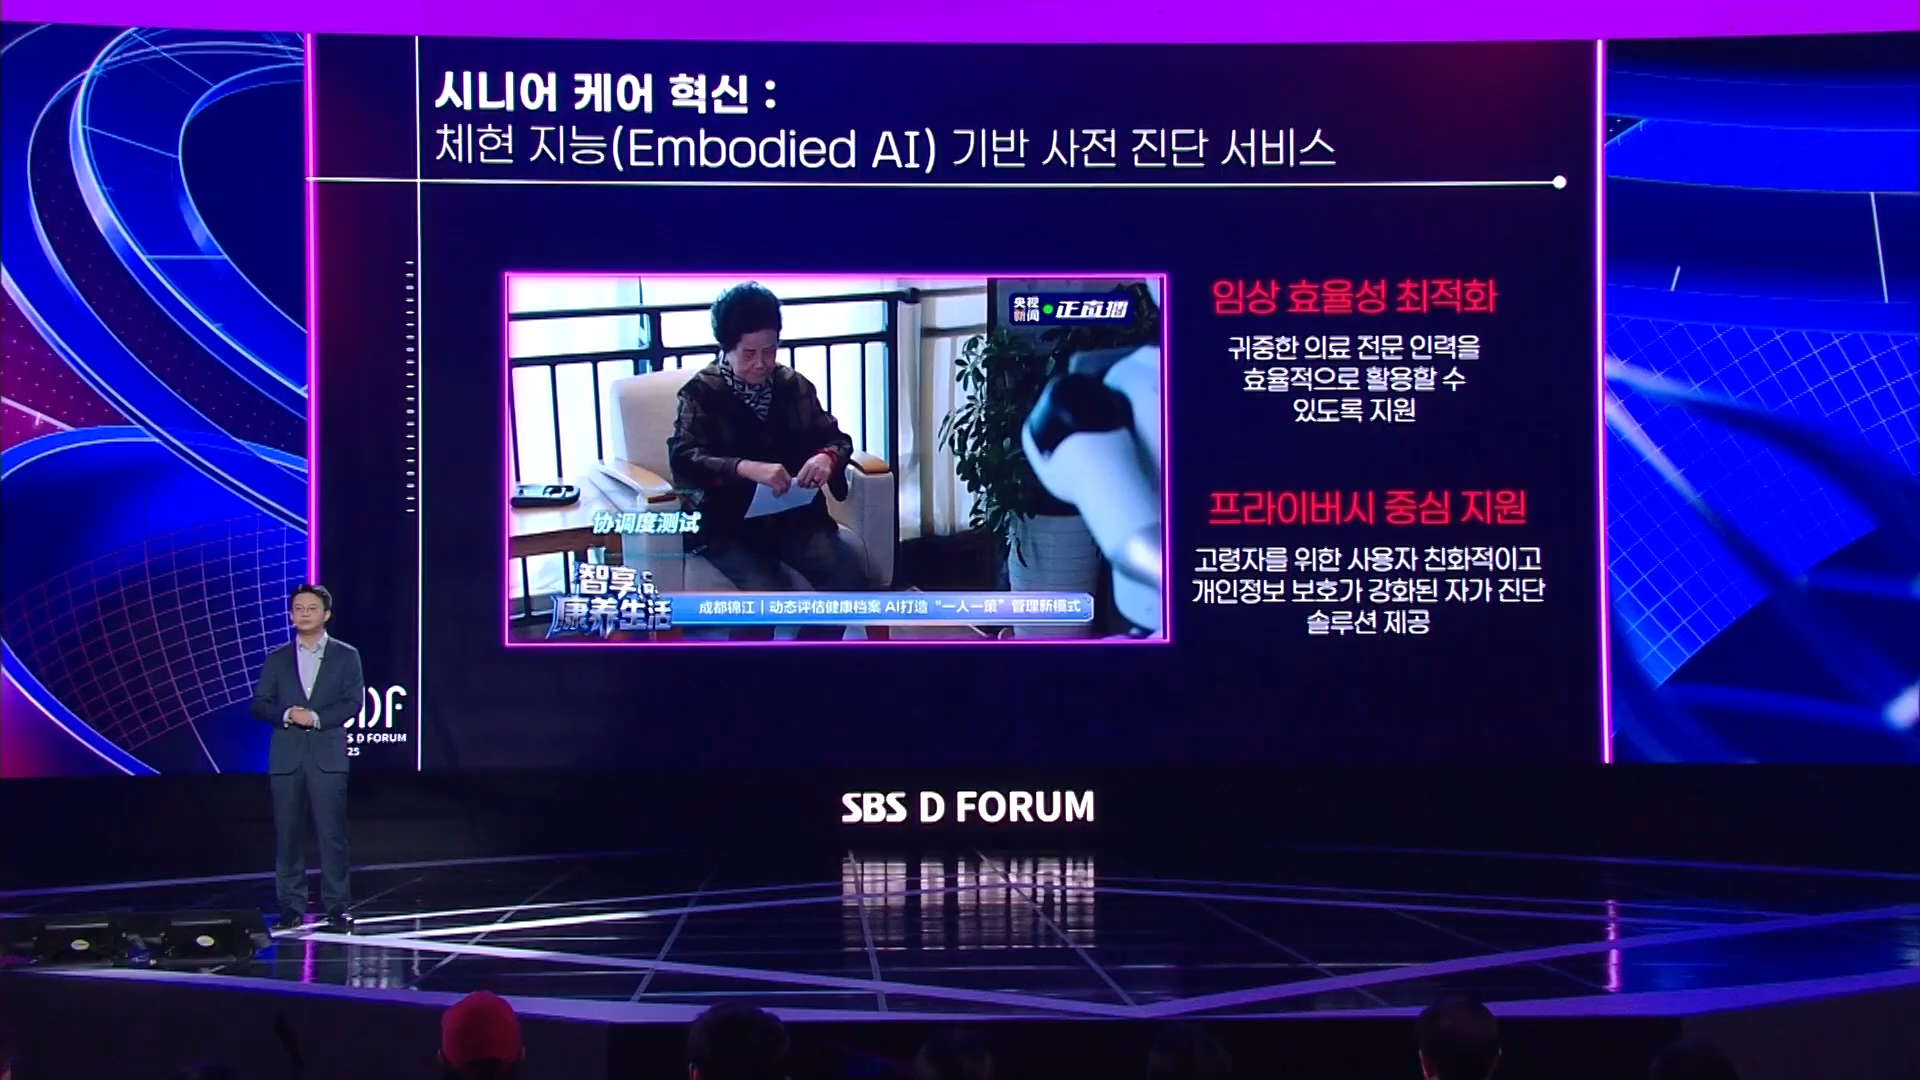 시니어 케어 혁신 :
체현 지능(Embodied AI) 기반 사전 진단 서비스
央视
新闻
正直播
协调度测试
智享
康养生活
成都锦江｜动态评估健康档案 AI打造“一人一策”管理新模式
임상 효율성 최적화
귀중한 의료 전문 인력을
효율적으로 활용할 수
있도록 지원
프라이버시 중심 지원
고령자를 위한 사용자 친화적이고
개인정보 보호가 강화된 자가 진단
솔루션 제공
DF
S D FORUM
25
SBS D FORUM